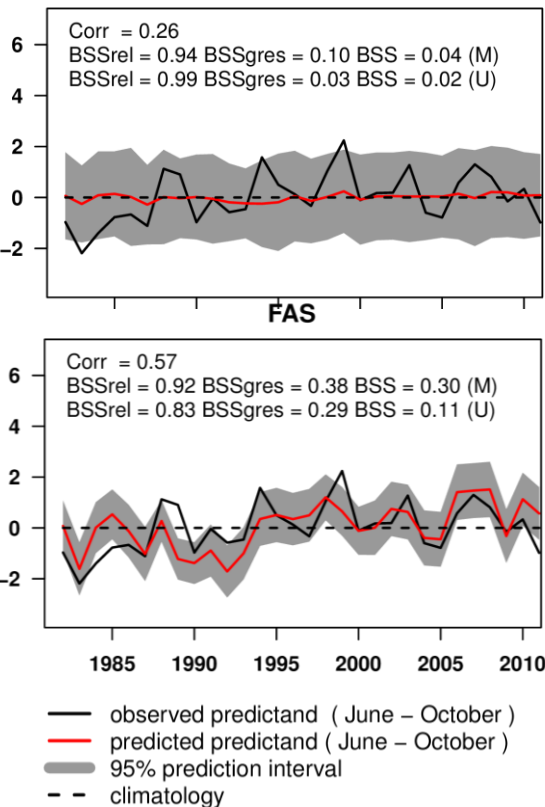 6
4
2
0
−2
Corr = 0.26
BSSrel = 0.94 BSSgres = 0.10 BSS = 0.04 (M)
BSSrel = 0.99 BSSgres = 0.03 BSS = 0.02 (U)
FAS
6
4
2
0
−2
Corr = 0.57
BSSrel = 0.92 BSSgres = 0.38 BSS = 0.30 (M)
BSSrel = 0.83 BSSgres = 0.29 BSS = 0.11 (U)
1985 1990 1995 2000 2005 2010
observed predictand ( June − October )
predicted predictand ( June − October )
95% prediction interval
climatology